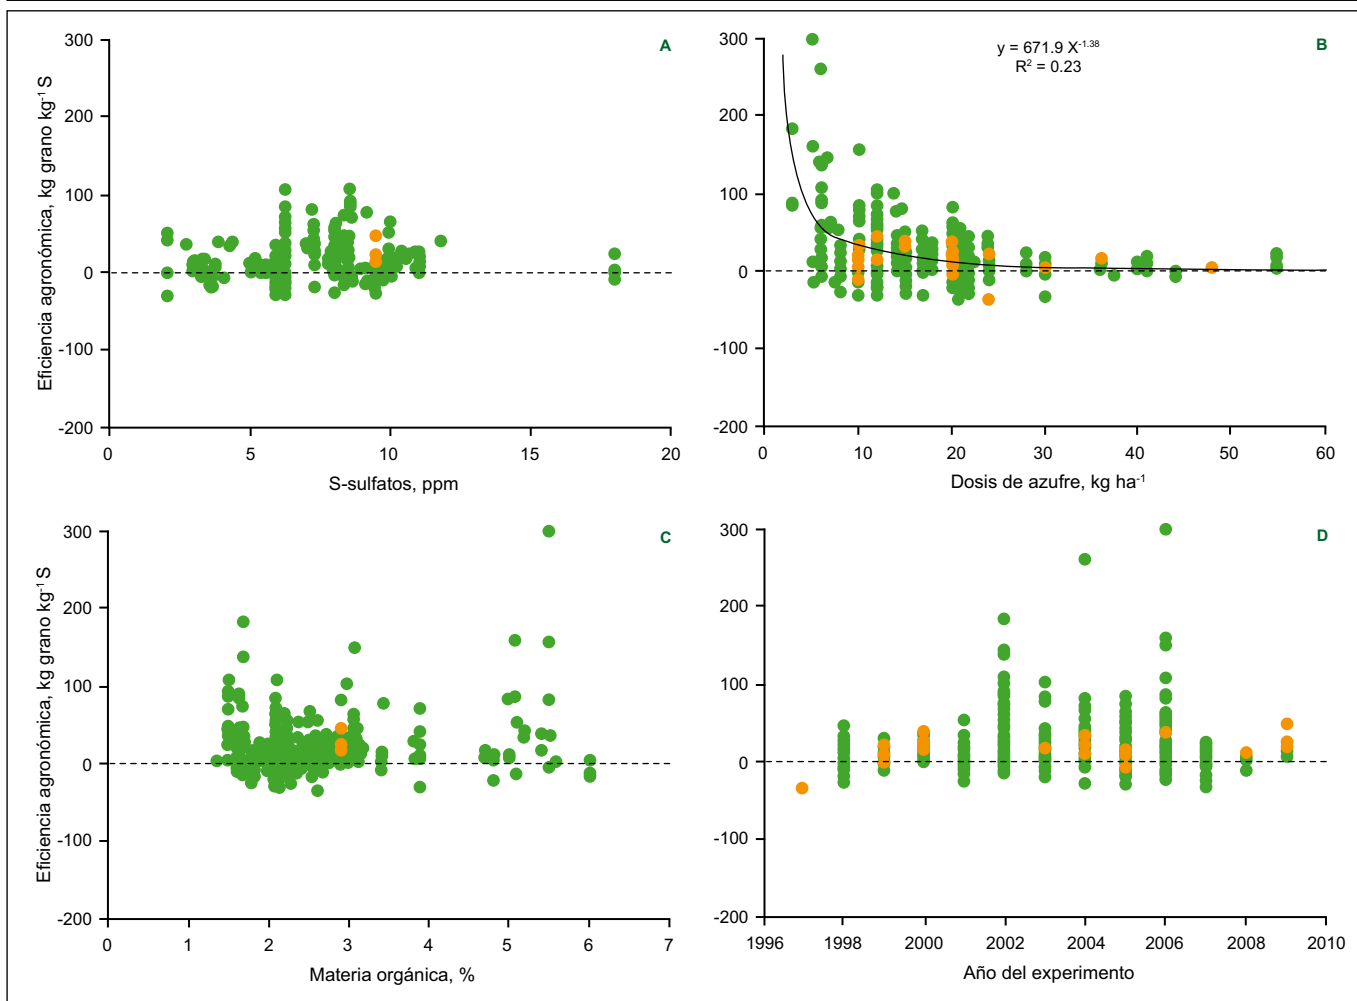 A
Eficiencia agronómica, kg grano kg⁻¹ S
300
200
100
0
-100
-200
0 5 10 15 20
S-sulfatos, ppm
B
y = 671.9 X⁻¹·³⁸
R² = 0.23
300
200
100
0
-100
-200
0 10 20 30 40 50 60
Dosis de azufre, kg ha⁻¹
C
Eficiencia agronómica, kg grano kg⁻¹ S
300
200
100
0
-100
-200
0 1 2 3 4 5 6 7
Materia orgánica, %
D
300
200
100
0
-100
-200
1996 1998 2000 2002 2004 2006 2008 2010
Año del experimento